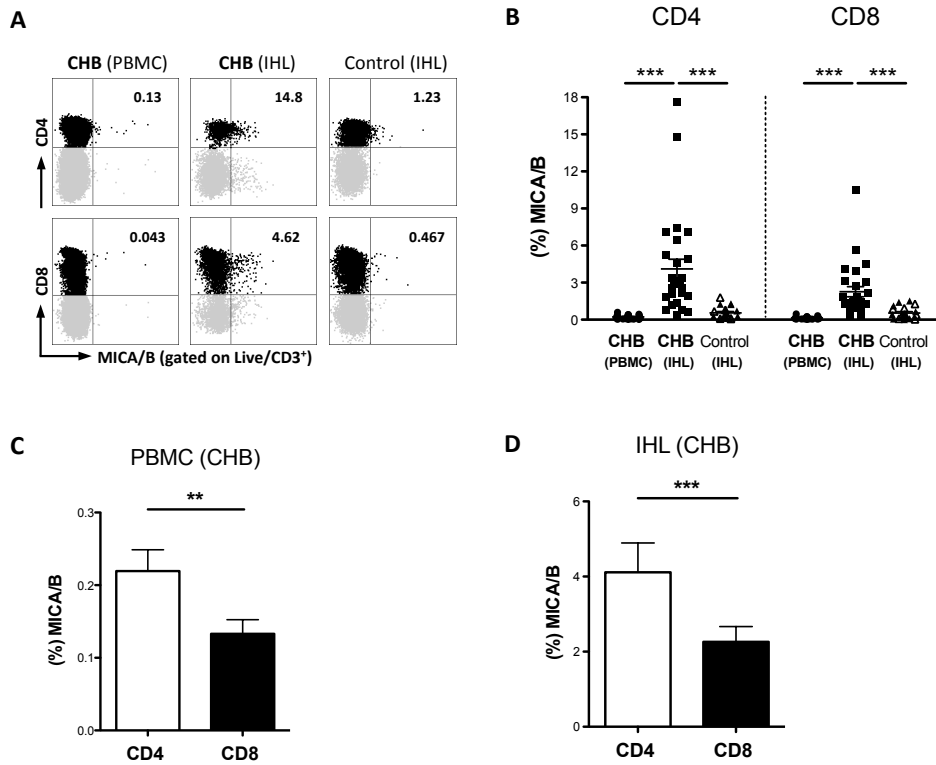 A
CHB (PBMC) CHB (IHL) Control (IHL)
0.13 14.8 1.23
CD4
0.043 4.62 0.467
CD8
MICA/B (gated on Live/CD3⁺)
B
CD4 CD8
*** *** *** ***
18
15
12
9
6
3
0
(%) MICA/B
CHB CHB Control CHB CHB Control
(PBMC) (IHL) (IHL) (PBMC) (IHL) (IHL)
C
PBMC (CHB)
**
0.3
0.2
0.1
0.0
(%) MICA/B
CD4 CD8
D
IHL (CHB)
***
6
4
2
0
(%) MICA/B
CD4 CD8